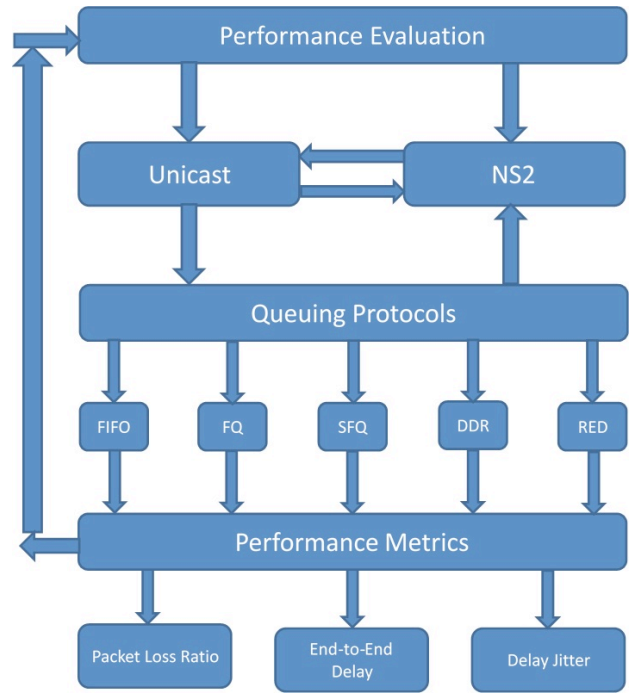 Performance Evaluation
Unicast
NS2
Queuing Protocols
FIFO
FQ
SFQ
DDR
RED
Performance Metrics
Packet Loss Ratio
End-to-End
Delay
Delay Jitter